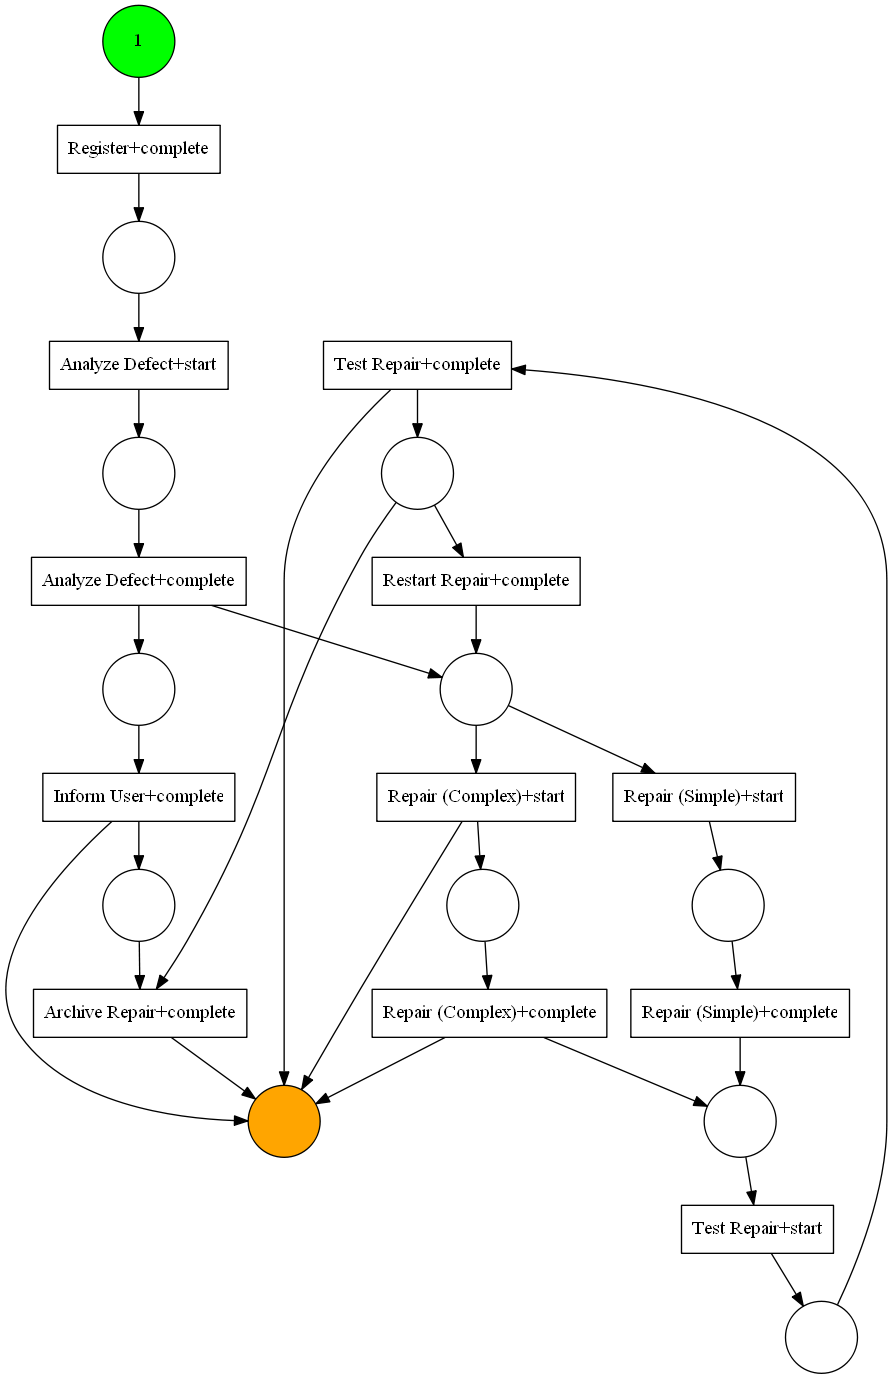 1
Register+complete
Analyze Defect+start
Test Repair+complete
Analyze Defect+complete
Restart Repair+complete
Inform User+complete
Repair (Complex)+start
Repair (Simple)+start
Archive Repair+complete
Repair (Complex)+complete
Repair (Simple)+complete
Test Repair+start